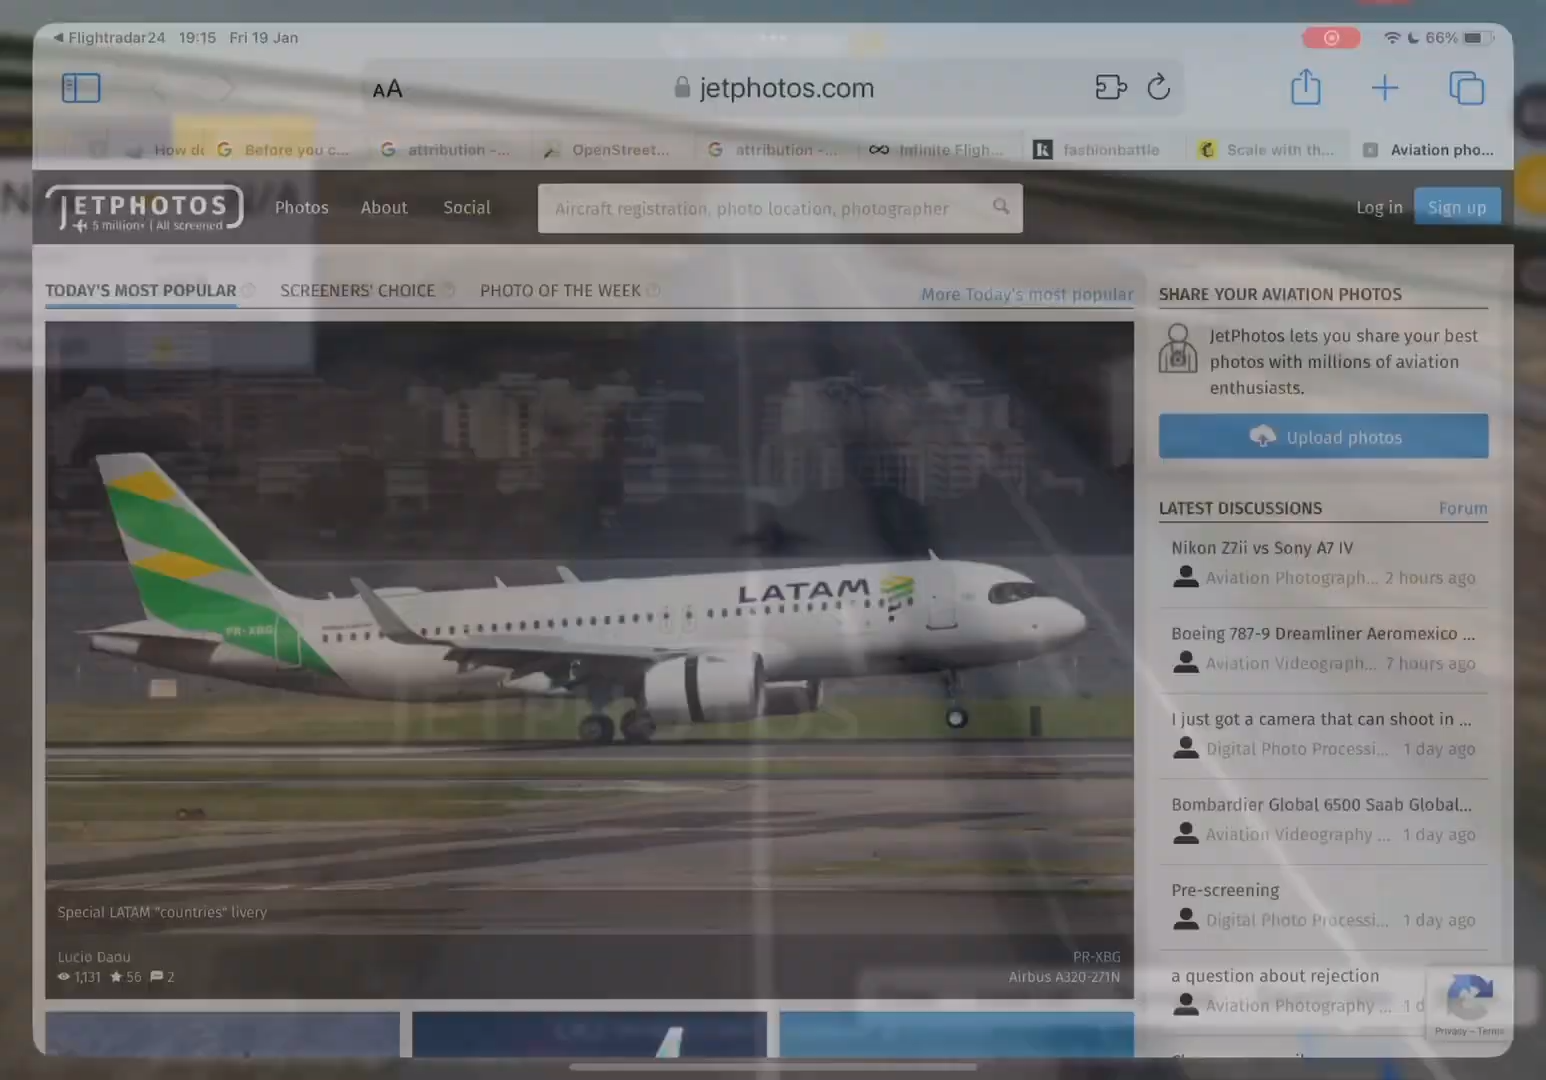 ◀ Flightradar24 19:15 Fri 19 Jan
66%
AA
jetphotos.com
How do
Before you c...
attribution -...
OpenStreet...
attribution -...
Infinite Fligh...
fashionbattle
Scale with th...
Aviation pho...
JETPHOTOS
5 million+ | All screened
Photos
About
Social
Aircraft registration, photo location, photographer
Log in
Sign up
TODAY'S MOST POPULAR
SCREENERS' CHOICE
PHOTO OF THE WEEK
More Today's most popular
LATAM
PR-XBG
JETPHOTOS
Special LATAM "countries" livery
Lucio Daou
1,131 56 2
PR-XBG
Airbus A320-271N
SHARE YOUR AVIATION PHOTOS
JetPhotos lets you share your best
photos with millions of aviation
enthusiasts.
Upload photos
LATEST DISCUSSIONS
Forum
Nikon Z7ii vs Sony A7 IV
Aviation Photograph... 2 hours ago
Boeing 787-9 Dreamliner Aeromexico ...
Aviation Videograph... 7 hours ago
I just got a camera that can shoot in ...
Digital Photo Processi... 1 day ago
Bombardier Global 6500 Saab Global...
Aviation Videography ... 1 day ago
Pre-screening
Digital Photo Processi... 1 day ago
a question about rejection
Aviation Photography ... 1 d
Privacy - Terms